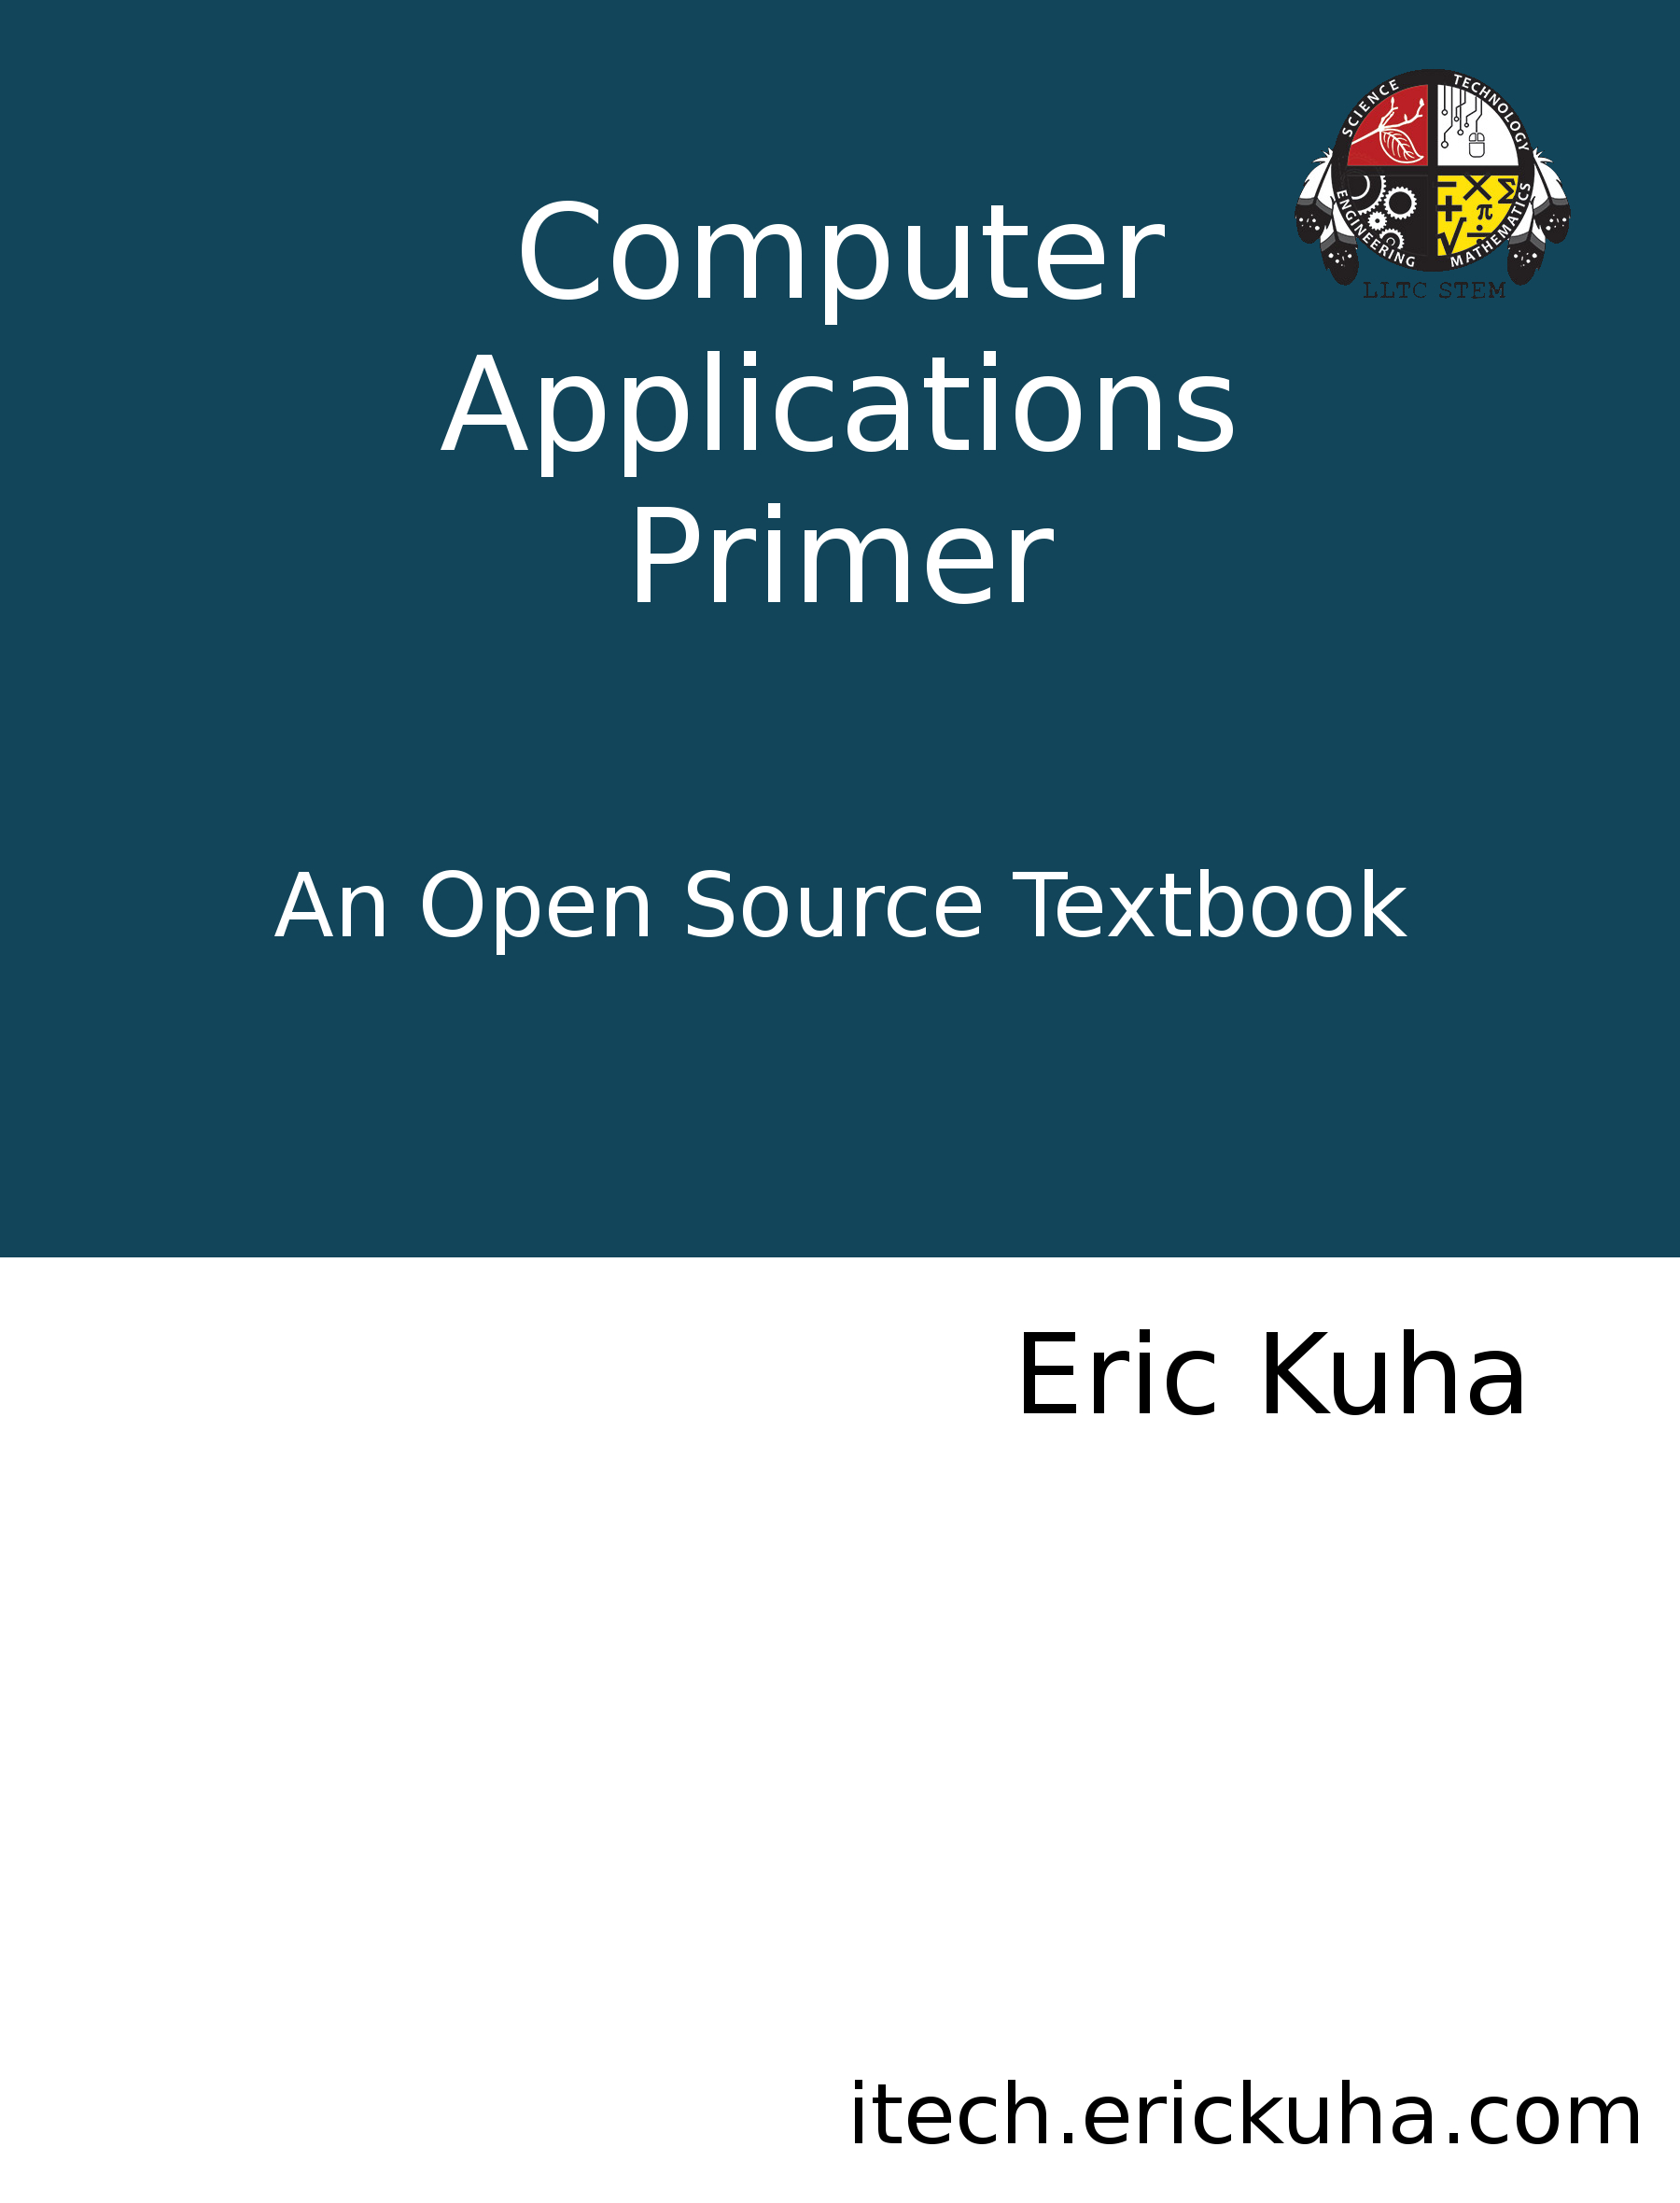 SCIENCE
TECHNOLOGY
ENGINEERING
MATHEMATICS
LLTC STEM
Computer
Applications
Primer
An Open Source Textbook
Eric Kuha
itech.erickuha.com